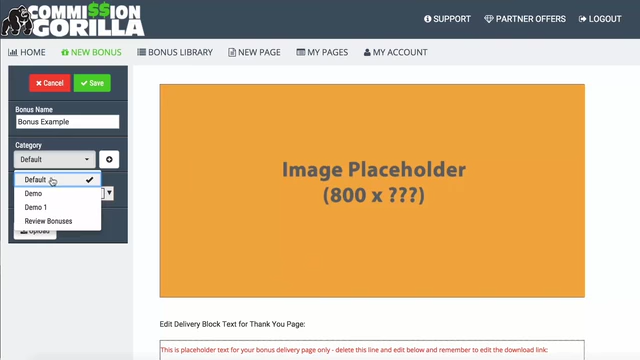 COMMI$$ION
GORILLA
SUPPORT
PARTNER OFFERS
LOGOUT
HOME
NEW BONUS
BONUS LIBRARY
NEW PAGE
MY PAGES
MY ACCOUNT
Cancel
Save
Bonus Name
Bonus Example
Category
Default
Default
Demo
Demo 1
Review Bonuses
Upload
Image Placeholder
(800 x ???)
Edit Delivery Block Text for Thank You Page:
This is placeholder text for your bonus delivery page only - delete this line and edit below and remember to edit the download link: